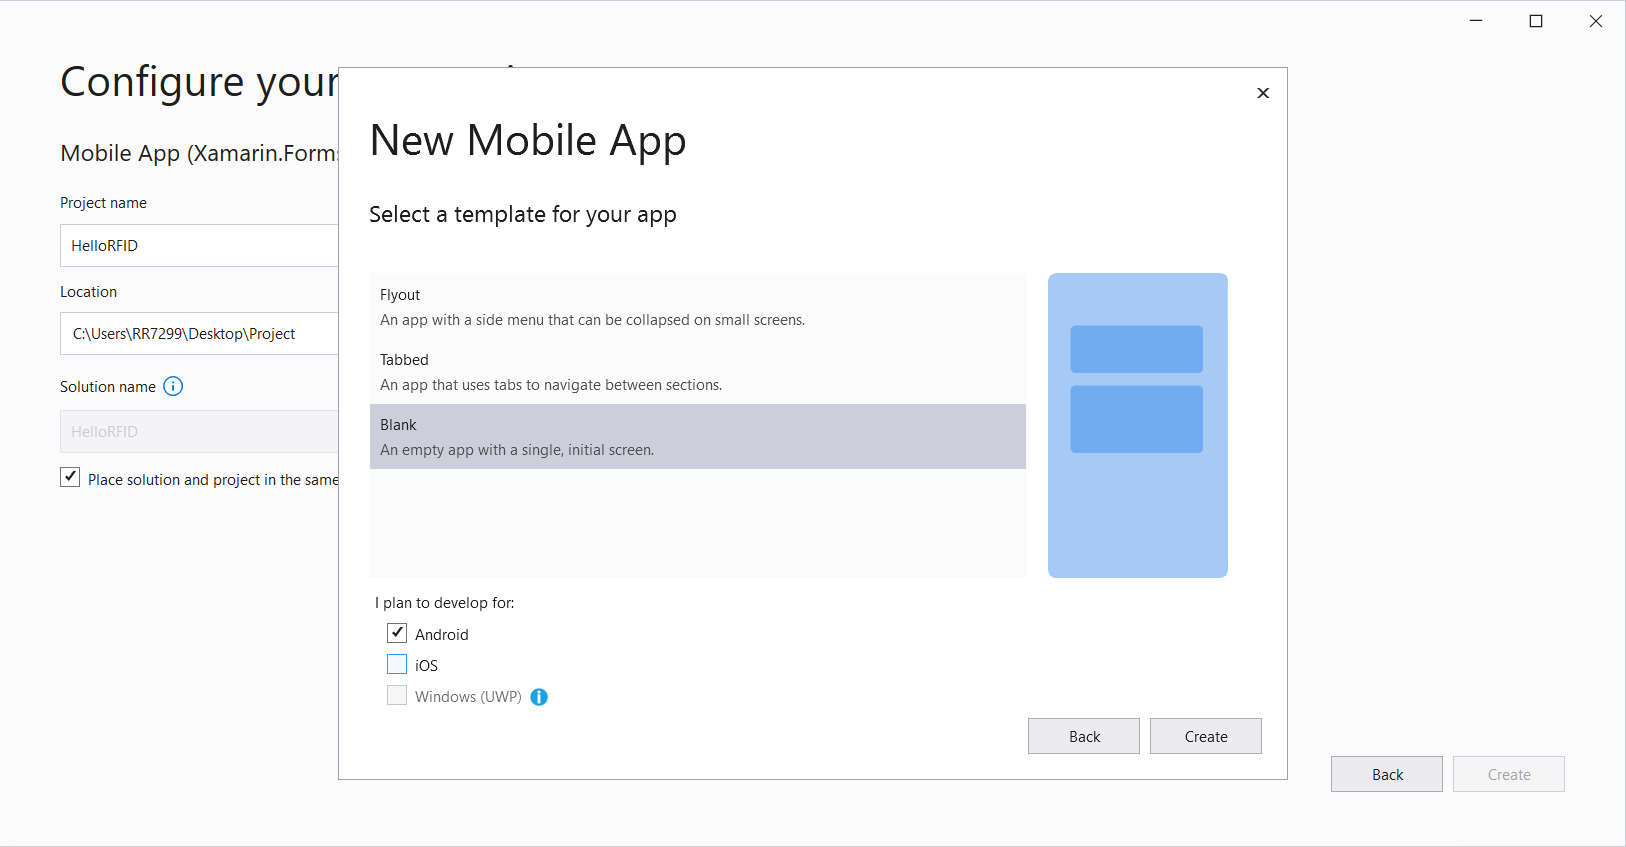 Configure your
Mobile App (Xamarin.Forms
Project name
HelloRFID
Location
C:\Users\RR7299\Desktop\Project
Solution name
HelloRFID
Place solution and project in the same
New Mobile App
Select a template for your app
Flyout
An app with a side menu that can be collapsed on small screens.
Tabbed
An app that uses tabs to navigate between sections.
Blank
An empty app with a single, initial screen.
I plan to develop for:
Android
iOS
Windows (UWP)
Back
Create
Back
Create